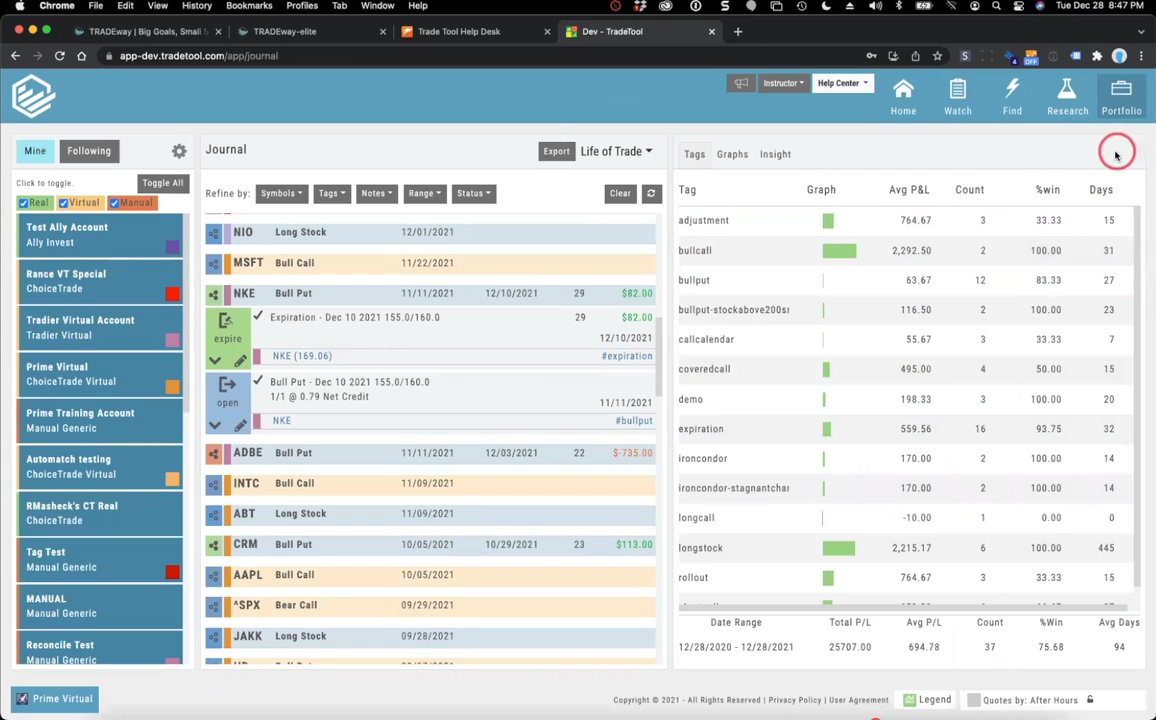 Chrome File Edit View History Bookmarks Profiles Tab Window Help Tue Dec 28 8:47 PM
TRADEway | Big Goals, Small S TRADEway-elite Trade Tool Help Desk Dev - TradeTool
app-dev.tradetool.com/app/journal
Instructor Help Center
Home Watch Find Research Portfolio
Mine Following
Click to toggle. Toggle All
Real Virtual Manual
Test Ally Account
Ally Invest
Rance VT Special
ChoiceTrade
Tradier Virtual Account
Tradier Virtual
Prime Virtual
ChoiceTrade Virtual
Prime Training Account
Manual Generic
Automatch testing
ChoiceTrade Virtual
RMasheck's CT Real
ChoiceTrade
Tag Test
Manual Generic
MANUAL
Manual Generic
Reconcile Test
Manual Generic
Journal Export Life of Trade
Refine by: Symbols Tags Notes Range Status Clear
NIO Long Stock 12/01/2021
MSFT Bull Call 11/22/2021
NKE Bull Put 11/11/2021 12/10/2021 29 $82.00
expire Expiration - Dec 10 2021 155.0/160.0 29 $82.00
12/10/2021
NKE (169.06) #expiration
open Bull Put - Dec 10 2021 155.0/160.0
1/1 @ 0.79 Net Credit
11/11/2021
NKE #bullput
ADBE Bull Put 11/11/2021 12/03/2021 22 $-735.00
INTC Bull Call 11/09/2021
ABT Long Stock 11/09/2021
CRM Bull Put 10/05/2021 10/29/2021 23 $113.00
AAPL Bull Call 10/05/2021
^SPX Bear Call 09/29/2021
JAKK Long Stock 09/28/2021
Tags Graphs Insight
Tag Graph Avg P&L Count %win Days
adjustment 764.67 3 33.33 15
bullcall 2,292.50 2 100.00 31
bullput 63.67 12 83.33 27
bullput-stockabove200s 116.50 2 100.00 23
callcalendar 55.67 3 33.33 7
coveredcall 495.00 4 50.00 15
demo 198.33 3 100.00 20
expiration 559.56 16 93.75 32
ironcondor 170.00 2 100.00 14
ironcondor-stagnantchar 170.00 2 100.00 14
longcall -10.00 1 0.00 0
longstock 2,215.17 6 100.00 445
rollout 764.67 3 33.33 15
Date Range Total P/L Avg P/L Count %Win Avg Days
12/28/2020 - 12/28/2021 25707.00 694.78 37 75.68 94
Prime Virtual
Copyright © 2021 - All Rights Reserved | Privacy Policy | User Agreement Legend Quotes by: After Hours